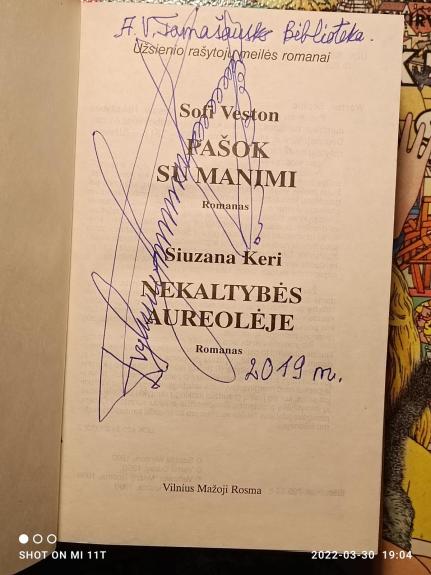 Biblioteka.
Užsienio rašytojų meilės romanai
Sofi Veston
PAŠOK
SU MANIMI
Romanas
Siuzana Keri
NEKALTYBĖS
AUREOLĖJE
Romanas
2019 m.
Vilnius Mažoji Rosma
SHOT ON MI 11T
2022-03-30 19:04